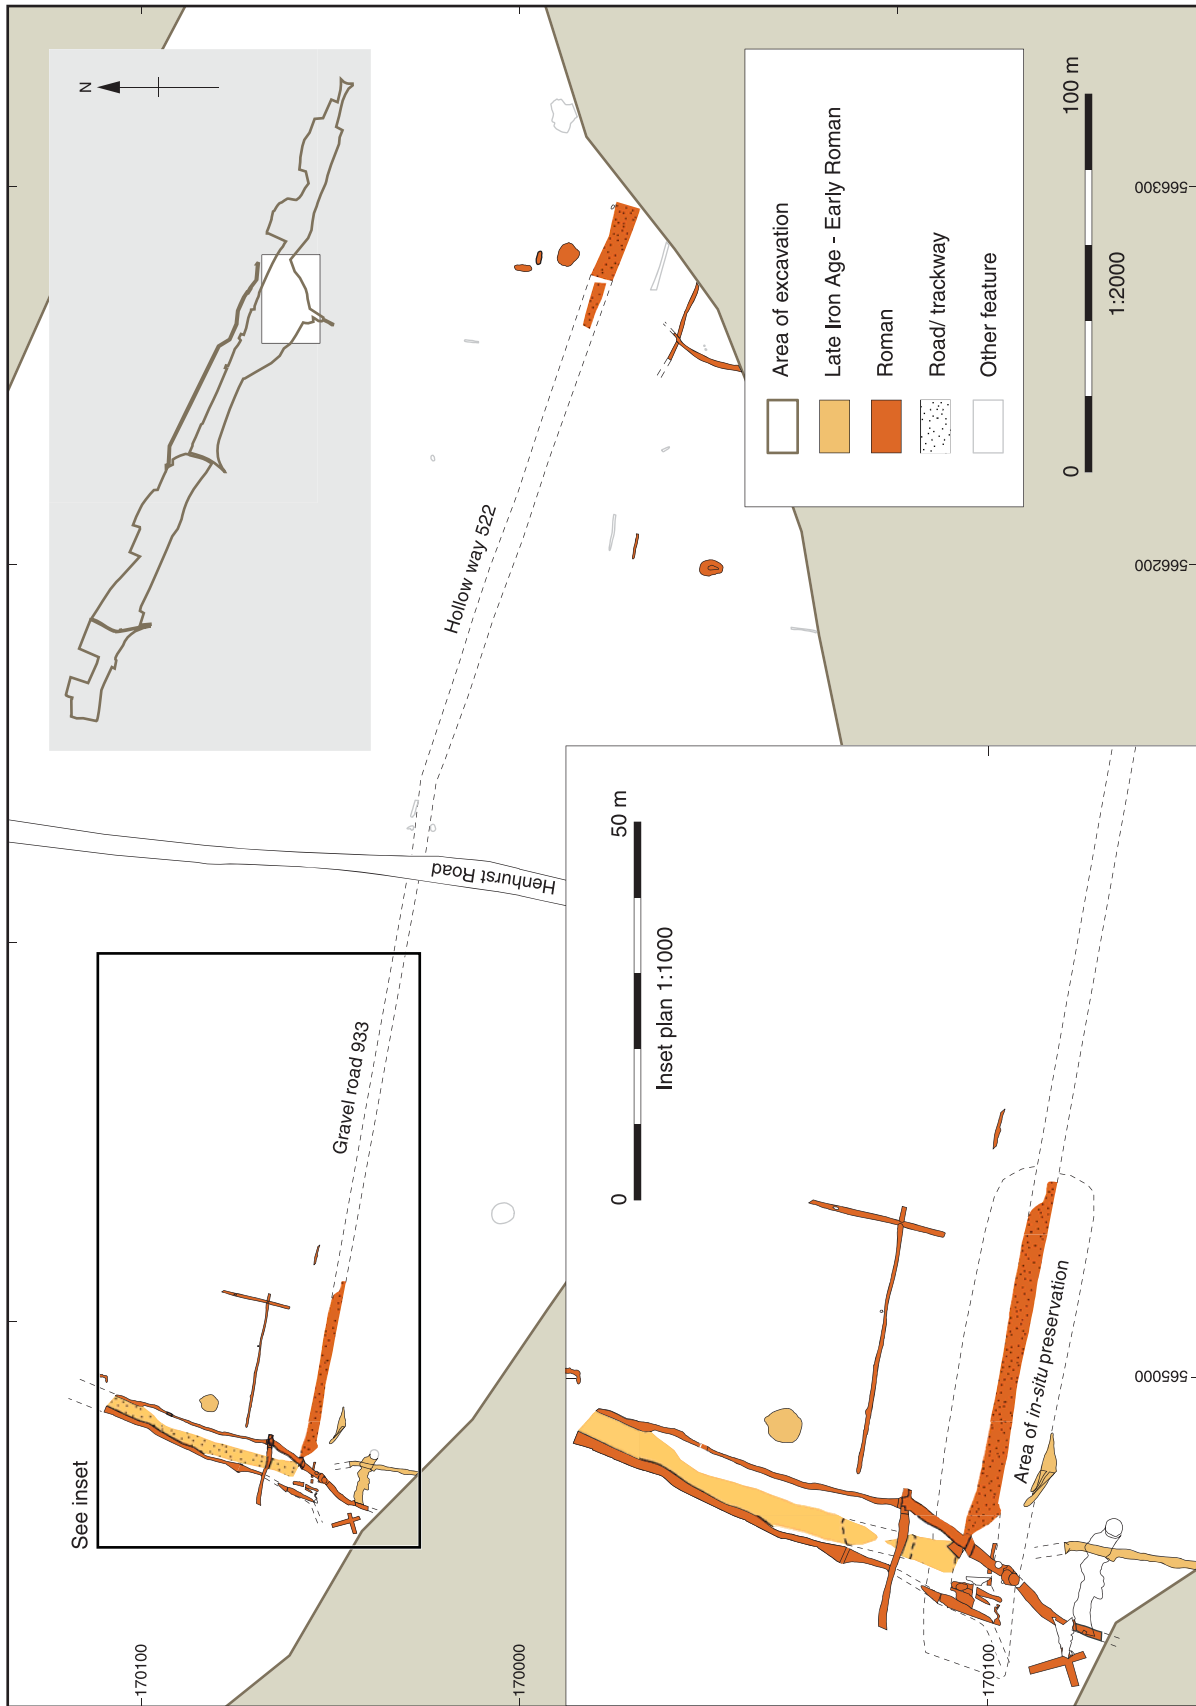 N
See inset
Gravel road 933
Henhurst Road
Hollow way 522
Area of excavation
Late Iron Age - Early Roman
Roman
Road/ trackway
Other feature
0
100 m
1:2000
0
50 m
Inset plan 1:1000
Area of in-situ preservation
170100
170000
170100
565000
566200
566300